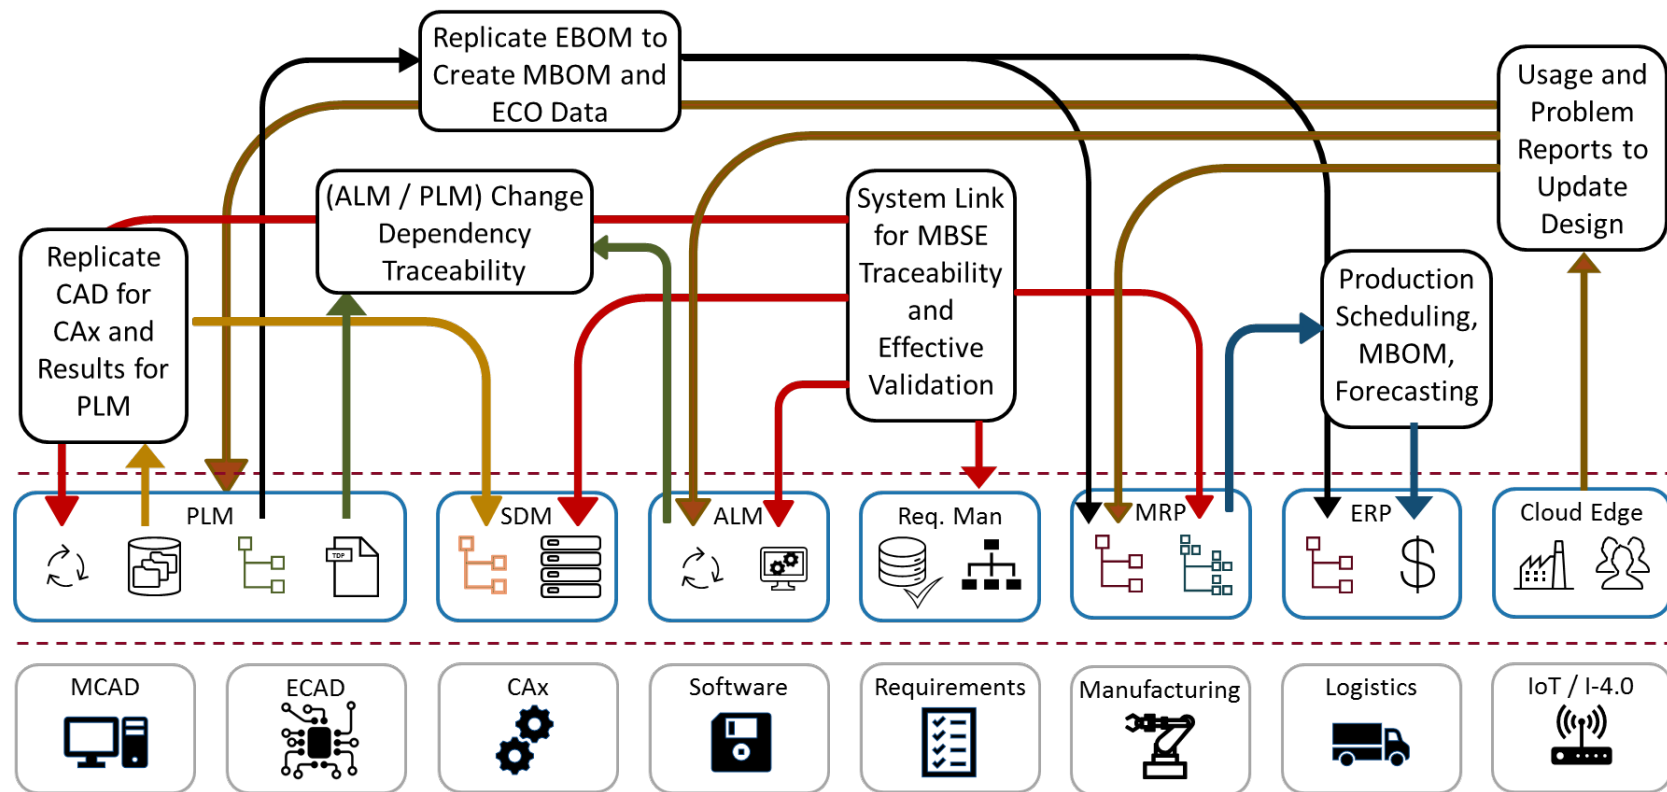 Replicate EBOM to
Create MBOM and
ECO Data
Usage and
Problem
Reports to
Update
Design
(ALM / PLM) Change
Dependency
Traceability
System Link
for MBSE
Traceability
and
Effective
Validation
Replicate
CAD for
CAx and
Results for
PLM
Production
Scheduling,
MBOM,
Forecasting
PLM
SDM
ALM
Req. Man
MRP
ERP
Cloud Edge
TDP
MCAD
ECAD
CAx
Software
Requirements
Manufacturing
Logistics
IoT / I-4.0